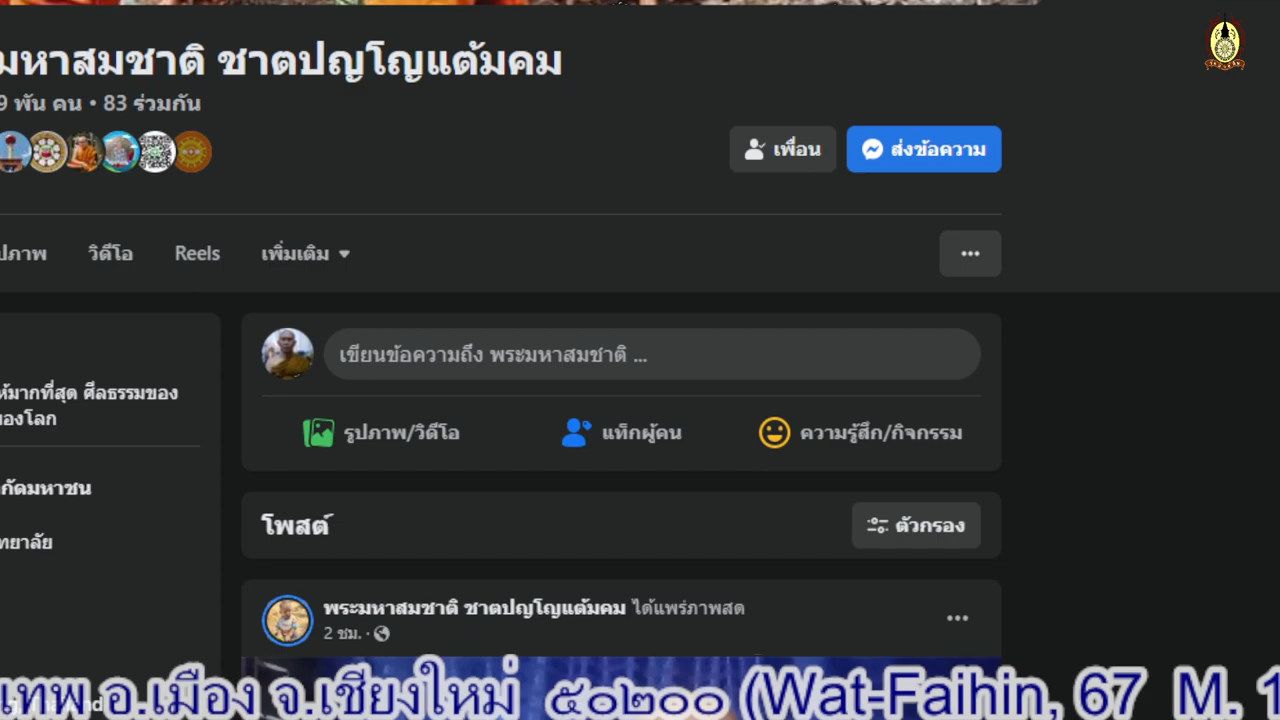 มหาสมชาติ ชาตปญฺโญแต้มคม
9 พัน คน • 83 ร่วมกัน
เพื่อน
ส่งข้อความ
ปภาพ วิดีโอ Reels เพิ่มเติม
เขียนข้อความถึง พระมหาสมชาติ ...
ห้มากที่สุด ศีลธรรมของ
ของโลก
รูปภาพ/วิดีโอ แท็กผู้คน ความรู้สึก/กิจกรรม
กัดมหาชน
โพสต์ ตัวกรอง
ทยาลัย
พระมหาสมชาติ ชาตปญฺโญแต้มคม ได้แพร่ภาพสด
2 ชม. ·
เทพ อ.เมือง จ.เชียงใหม่ ๕๐๒๐๐ (Wat-Faihin, 67 M. 1